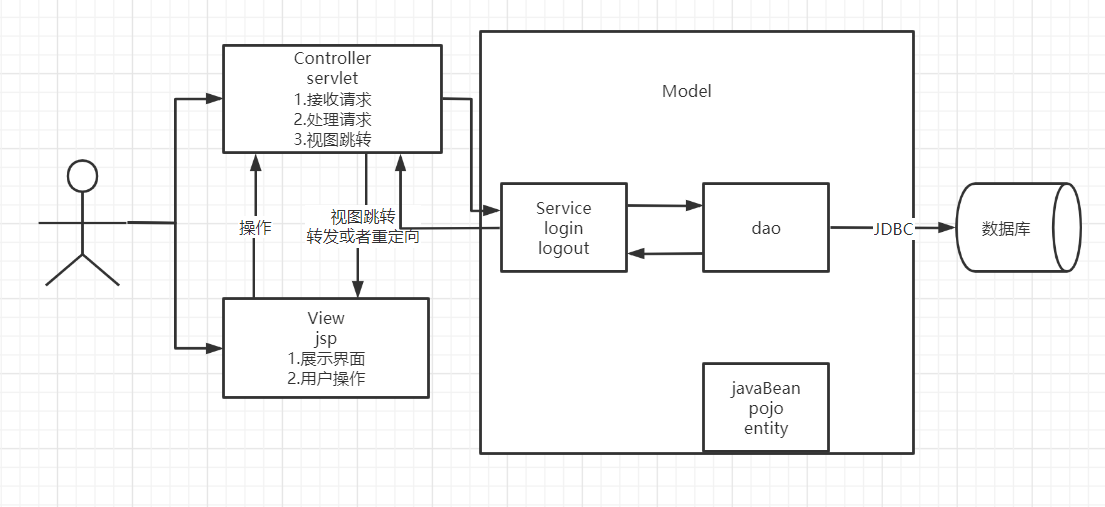 Controller
servlet
1.接收请求
2.处理请求
3.视图跳转
Model
操作
视图跳转
转发或者重定向
Service
login
logout
dao
JDBC
数据库
View
jsp
1.展示界面
2.用户操作
javaBean
pojo
entity